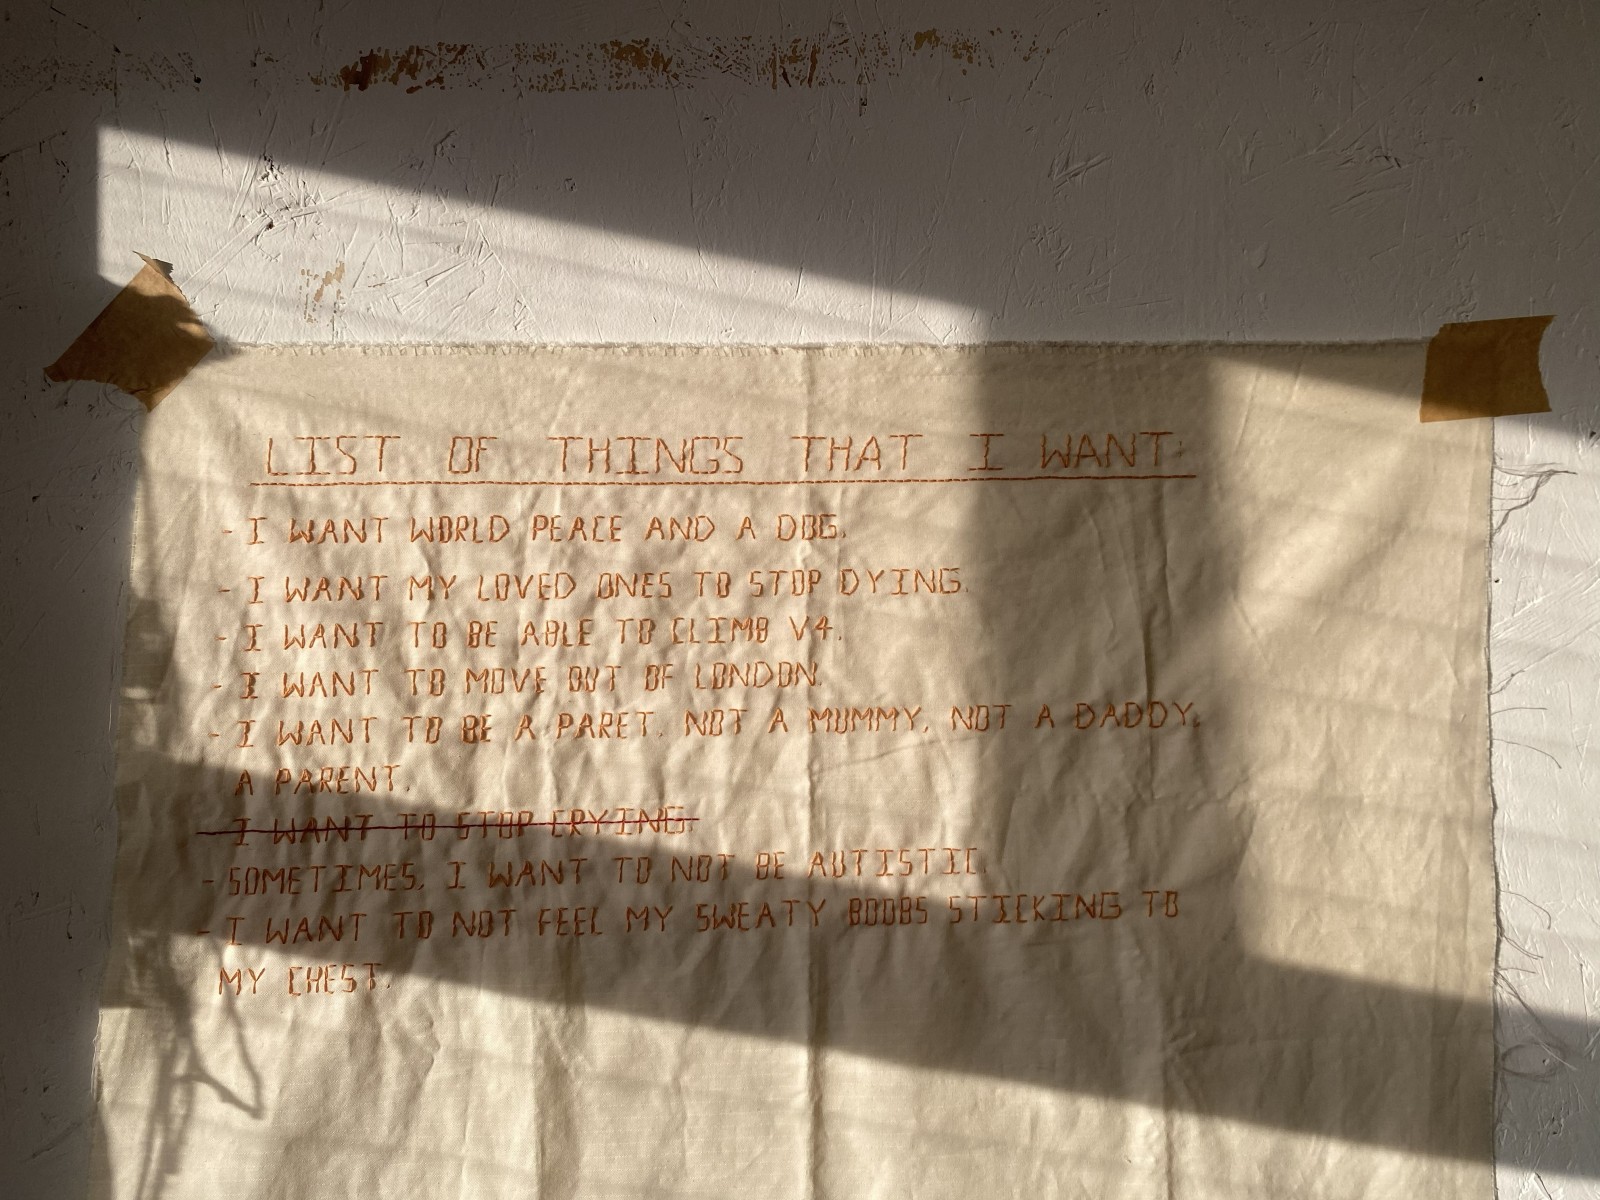 LIST OF THINGS THAT I WANT:
- I WANT WORLD PEACE AND A DOG.
- I WANT MY LOVED ONES TO STOP DYING.
- I WANT TO BE ABLE TO CLIMB V4.
- I WANT TO MOVE OUT OF LONDON.
- I WANT TO BE A PARET. NOT A MUMMY, NOT A DADDY.
A PARENT.
- I WANT TO STOP CRYING.
- SOMETIMES, I WANT TO NOT BE AUTISTIC.
- I WANT TO NOT FEEL MY SWEATY BOOBS STICKING TO
MY CHEST.